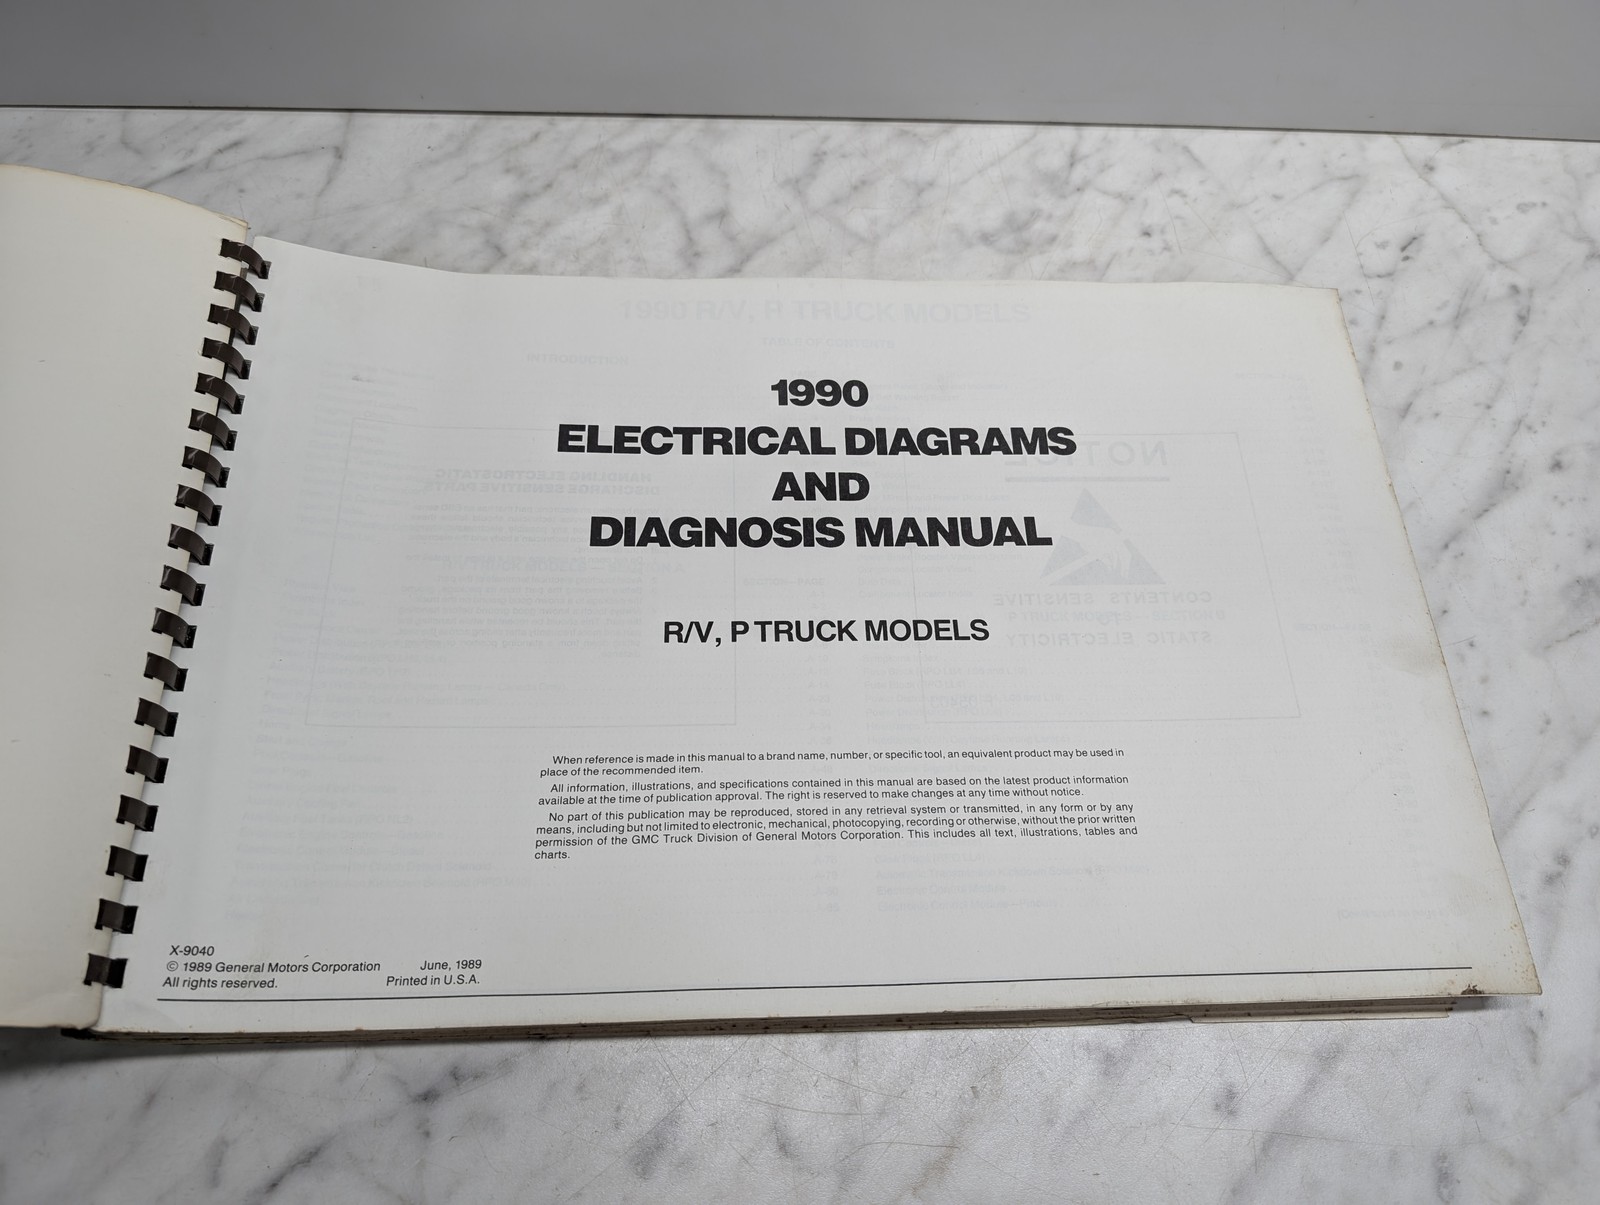 1990
ELECTRICAL DIAGRAMS
AND
DIAGNOSIS MANUAL
R/V, P TRUCK MODELS
When reference is made in this manual to a brand name, number, or specific tool, an equivalent product may be used in
place of the recommended item.
All information, illustrations, and specifications contained in this manual are based on the latest product information
available at the time of publication approval. The right is reserved to make changes at any time without notice.
No part of this publication may be reproduced, stored in any retrieval system or transmitted, in any form or by any
means, including but not limited to electronic, mechanical, photocopying, recording or otherwise, without the prior written
permission of the GMC Truck Division of General Motors Corporation. This includes all text, illustrations, tables and
charts.
X-9040
© 1989 General Motors Corporation June, 1989
All rights reserved. Printed in U.S.A.